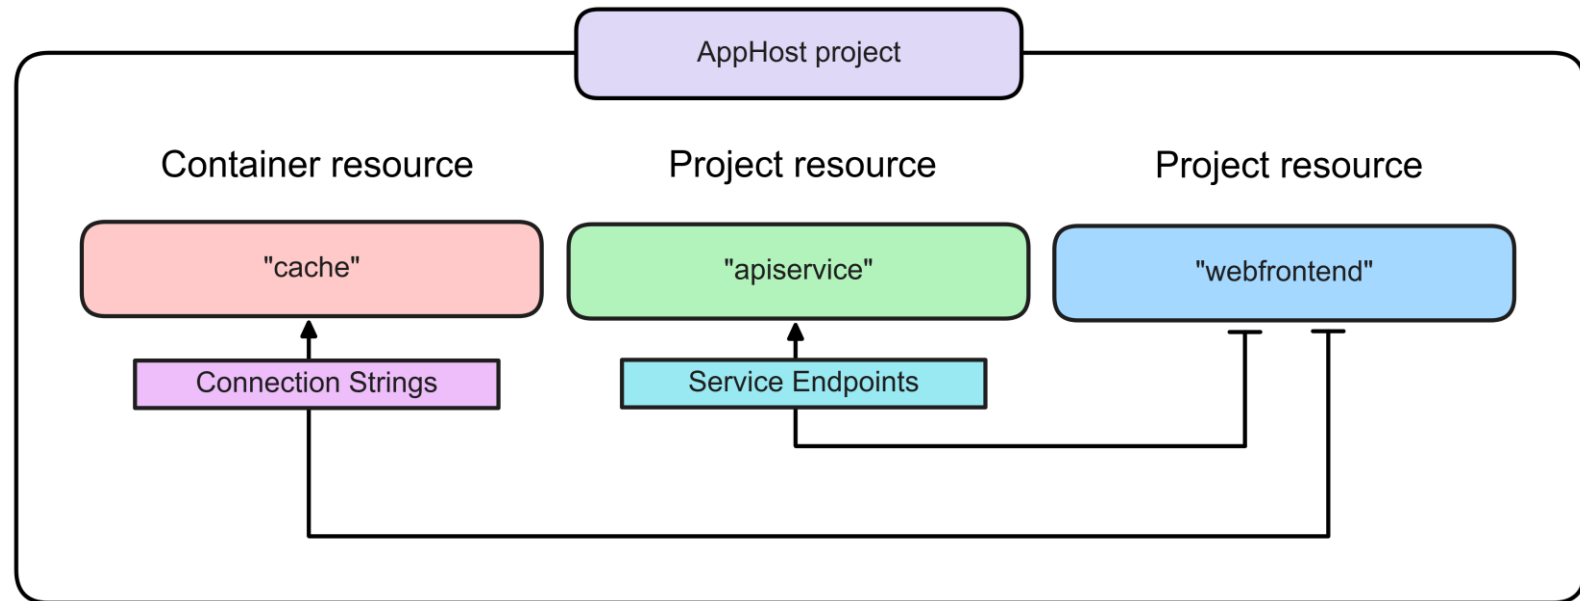 AppHost project
Container resource
Project resource
Project resource
"cache"
"apiservice"
"webfrontend"
Connection Strings
Service Endpoints